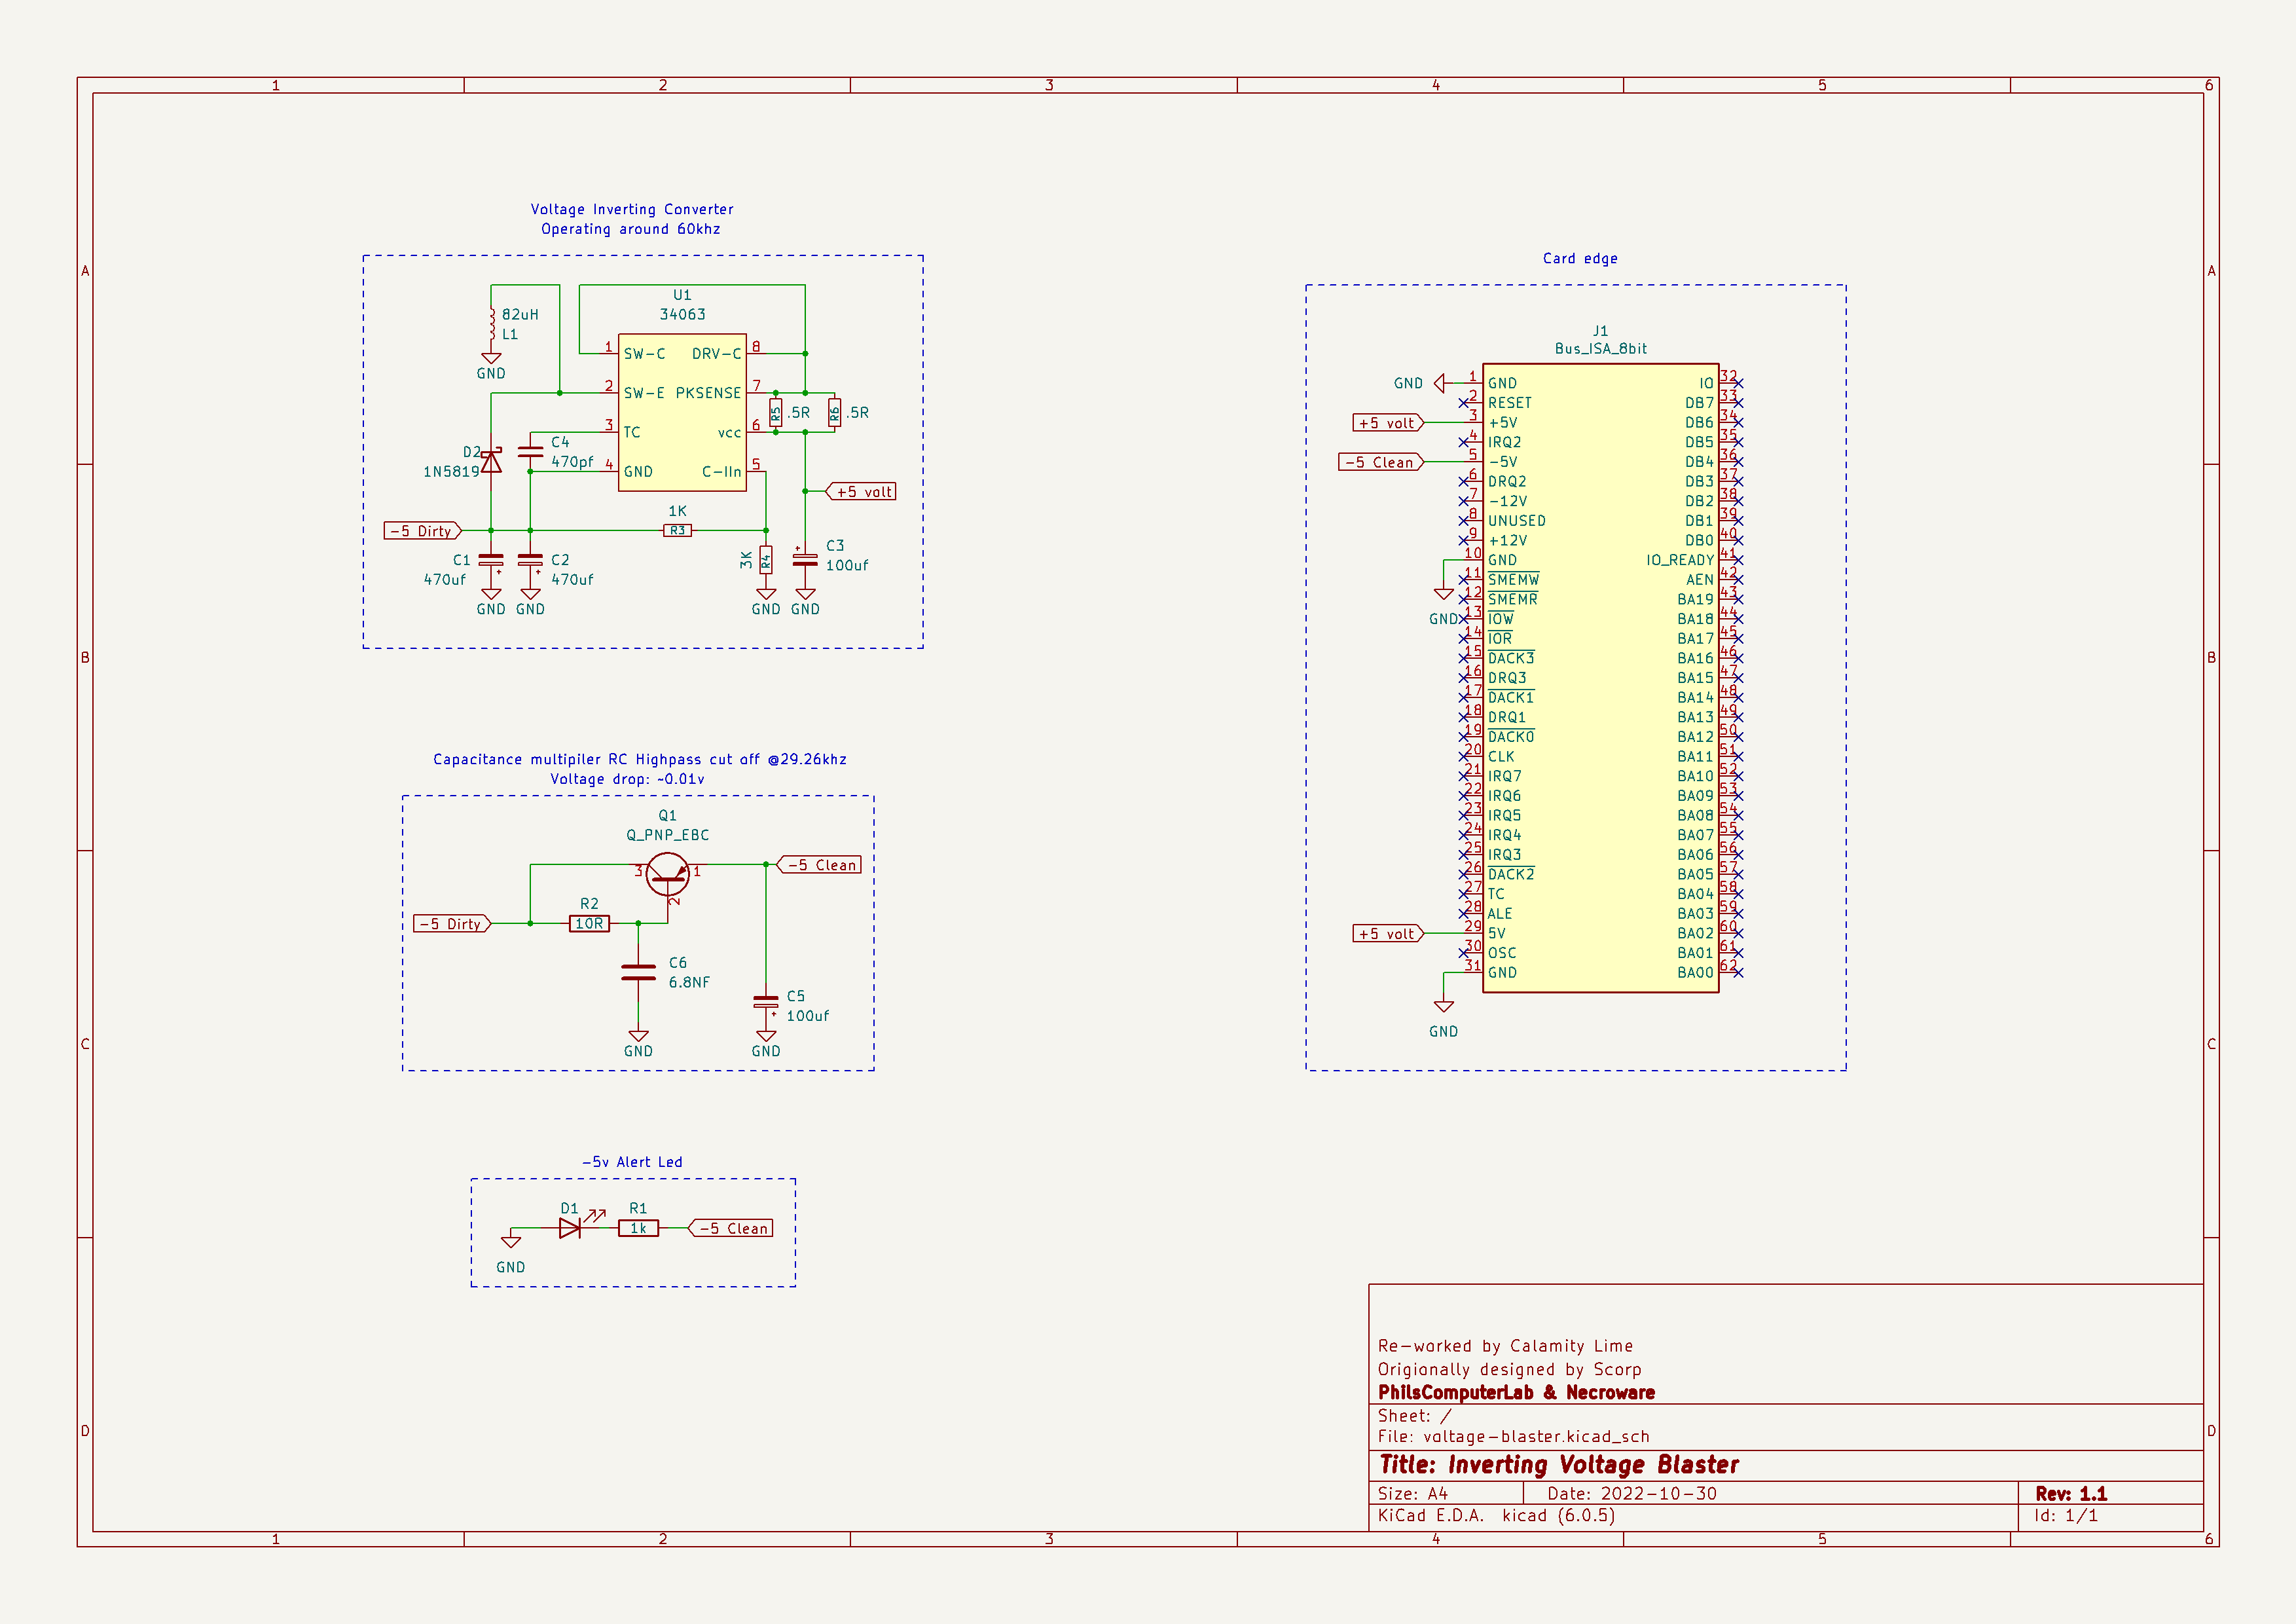 1 2 3 4 5 6
A A
B B
C C
D D
Voltage Inverting Converter
Operating around 60khz
U1
34063
82uH
L1
GND
1 SW-C DRV-C 8
2 SW-E PKSENSE 7
3 TC vcc 6
4 GND C-IIn 5
R5 .5R
R6 .5R
D2
1N5819
C4
470pf
+5 volt
-5 Dirty
1K
R3
3K
R4
C1
470uf
C2
470uf
C3
100uf
GND GND GND GND
Capacitance multipiler RC Highpass cut off @29.26khz
Voltage drop: ~0.01v
Q1
Q_PNP_EBC
3 1
2
-5 Clean
-5 Dirty
R2
10R
C6
6.8NF
C5
100uf
GND GND
-5v Alert Led
D1
R1
1k
-5 Clean
GND
Card edge
J1
Bus_ISA_8bit
GND 1 GND IO 32
2 RESET DB7 33
+5 volt 3 +5V DB6 34
4 IRQ2 DB5 35
-5 Clean 5 -5V DB4 36
6 DRQ2 DB3 37
7 -12V DB2 38
8 UNUSED DB1 39
9 +12V DB0 40
10 GND IO_READY 41
11 SMEMW AEN 42
12 SMEMR BA19 43
GND 13 IOW BA18 44
14 IOR BA17 45
15 DACK3 BA16 46
16 DRQ3 BA15 47
17 DACK1 BA14 48
18 DRQ1 BA13 49
19 DACK0 BA12 50
20 CLK BA11 51
21 IRQ7 BA10 52
22 IRQ6 BA09 53
23 IRQ5 BA08 54
24 IRQ4 BA07 55
25 IRQ3 BA06 56
26 DACK2 BA05 57
27 TC BA04 58
28 ALE BA03 59
+5 volt 29 5V BA02 60
30 OSC BA01 61
31 GND BA00 62
GND
Re-worked by Calamity Lime
Origionally designed by Scorp
PhilsComputerLab & Necroware
Sheet: /
File: voltage-blaster.kicad_sch
Title: Inverting Voltage Blaster
Size: A4 Date: 2022-10-30 Rev: 1.1
KiCad E.D.A. kicad (6.0.5) Id: 1/1
1 2 3 4 5 6